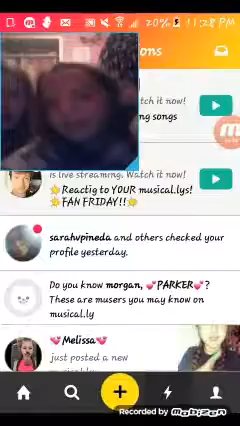 20% 11:28 PM
ons
tch it now!
ng songs
is live streaming. Watch it now!
🌟Reactig to YOUR musical.lys!
🌟FAN FRIDAY!!🌟
sarahvpineda and others checked your
profile yesterday.
Do you know morgan, 💕PARKER💕?
These are musers you may know on
musical.ly
💕Melissa💕
just posted a new
Recorded by Mobizen